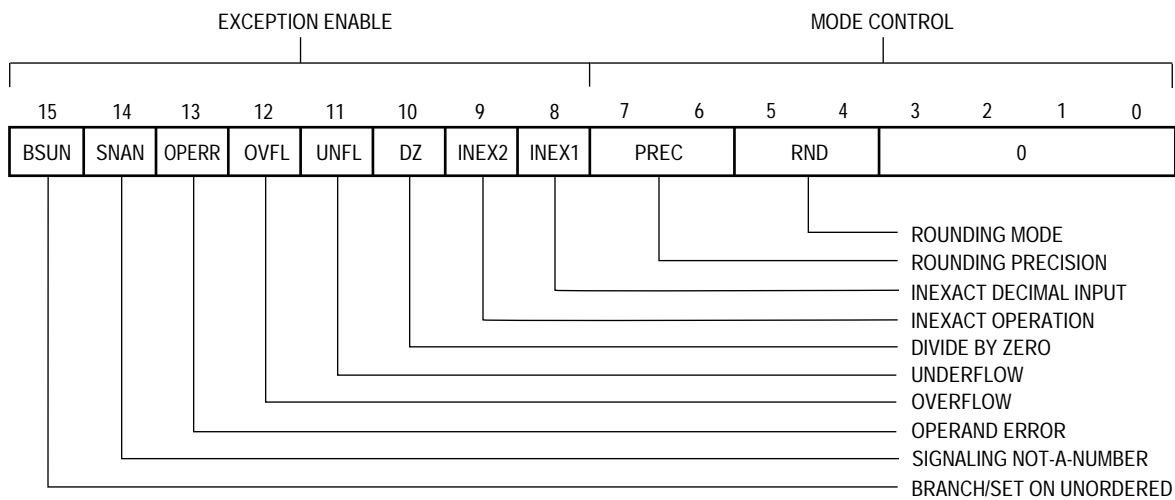 EXCEPTION ENABLE MODE CONTROL
15 14 13 12 11 10 9 8 7 6 5 4 3 2 1 0
BSUN SNAN OPERR OVFL UNFL DZ INEX2 INEX1 PREC RND 0
ROUNDING MODE
ROUNDING PRECISION
INEXACT DECIMAL INPUT
INEXACT OPERATION
DIVIDE BY ZERO
UNDERFLOW
OVERFLOW
OPERAND ERROR
SIGNALING NOT-A-NUMBER
BRANCH/SET ON UNORDERED